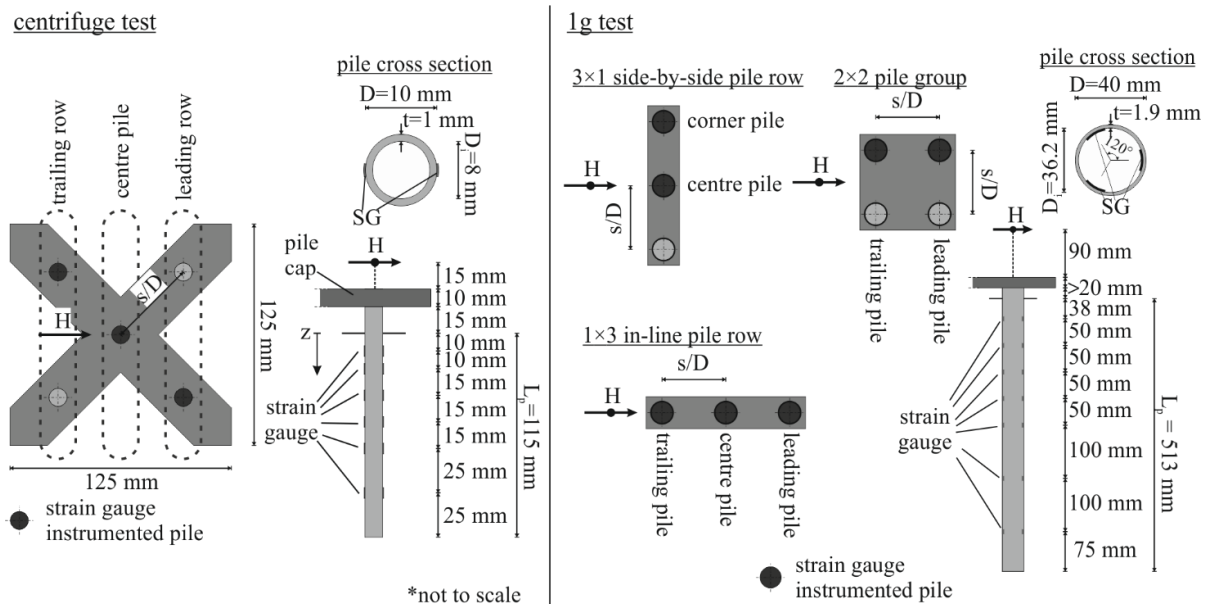 centrifuge test
pile cross section
D=10 mm
t=1 mm
D_i=8 mm
SG
trailing row
centre pile
leading row
s/D
H
125 mm
125 mm
strain gauge
instrumented pile
pile
cap
H
z
strain
gauge
15 mm
10 mm
15 mm
10 mm
10 mm
15 mm
15 mm
15 mm
25 mm
25 mm
L_p=115 mm
*not to scale
1g test
3×1 side-by-side pile row
corner pile
centre pile
H
s/D
2×2 pile group
s/D
H
s/D
trailing pile
leading pile
1×3 in-line pile row
s/D
H
trailing pile
centre pile
leading pile
pile cross section
D=40 mm
t=1.9 mm
120°
D_i=36.2 mm
SG
H
strain
gauge
90 mm
>20 mm
38 mm
50 mm
50 mm
50 mm
50 mm
100 mm
100 mm
75 mm
L_p = 513 mm
strain gauge
instrumented pile